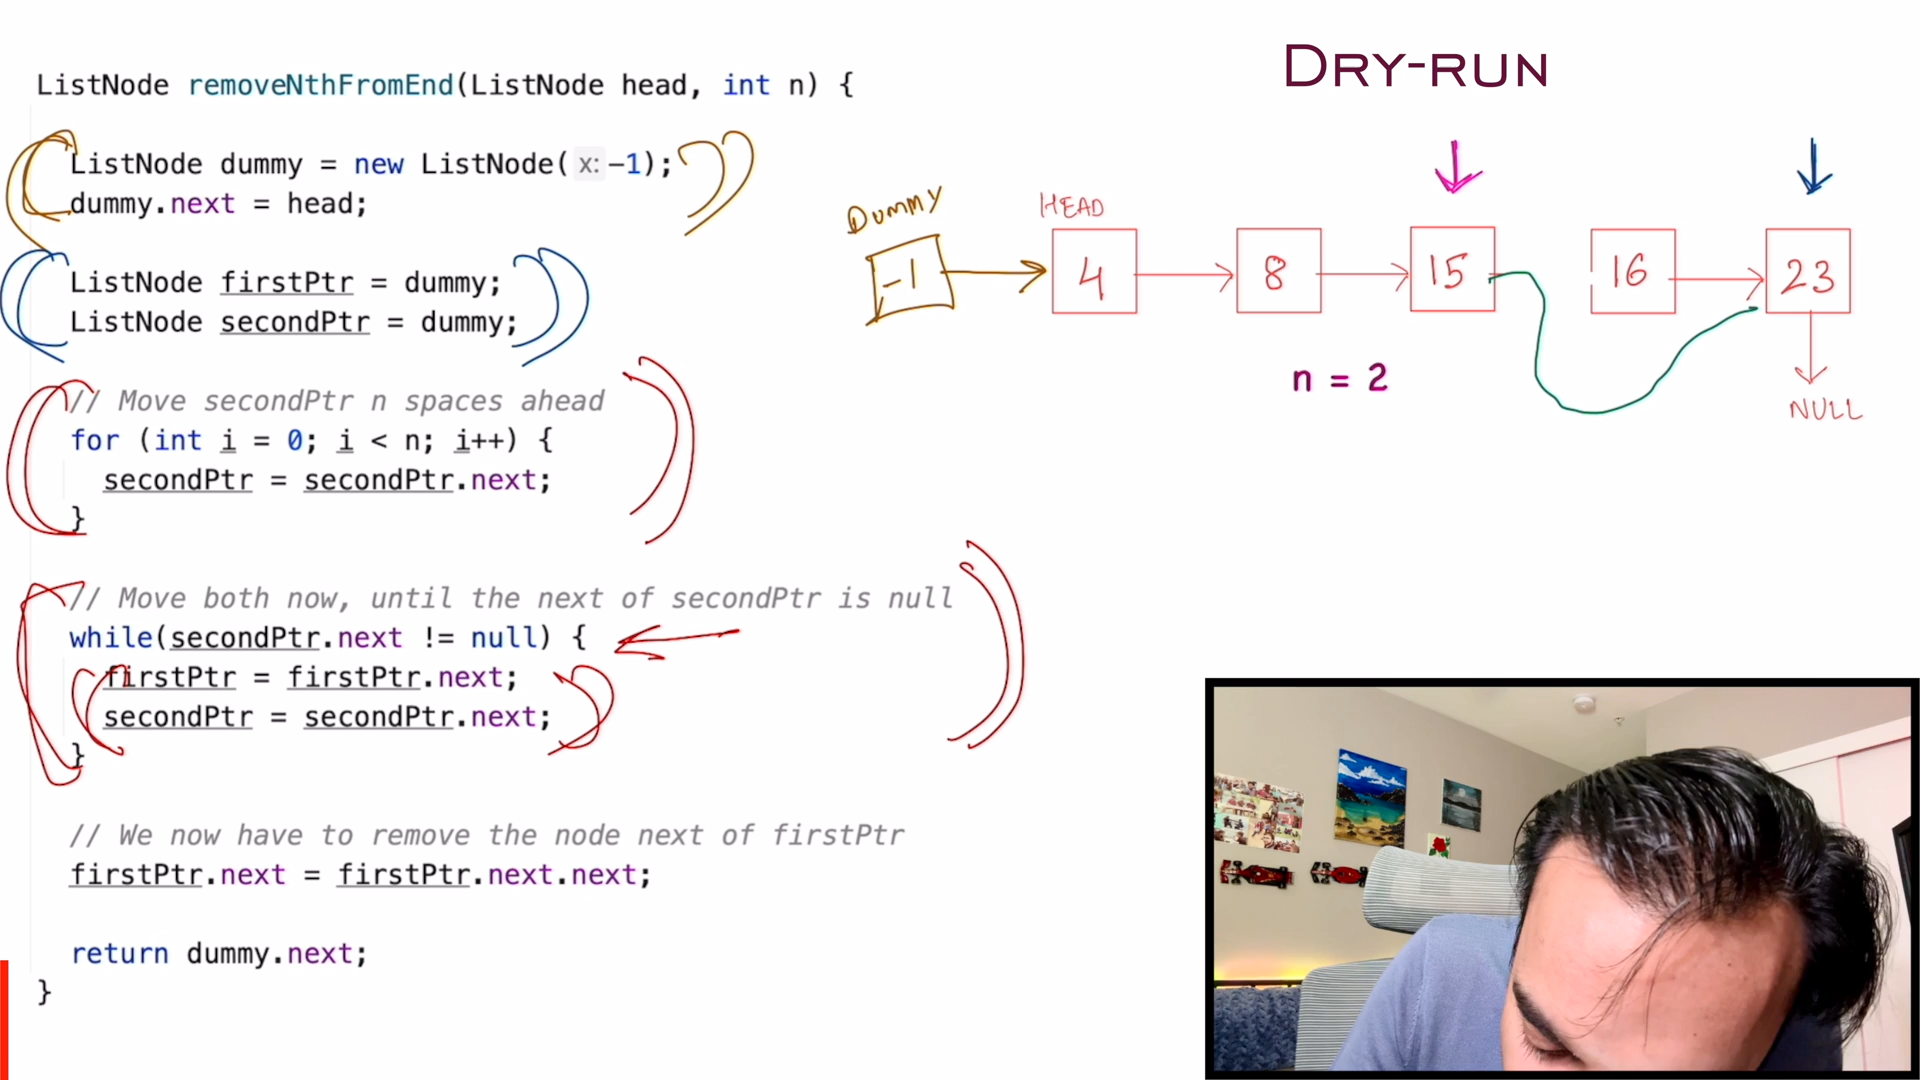 ListNode removeNthFromEnd(ListNode head, int n) {
ListNode dummy = new ListNode( x: -1);
dummy.next = head;
ListNode firstPtr = dummy;
ListNode secondPtr = dummy;
// Move secondPtr n spaces ahead
for (int i = 0; i < n; i++) {
secondPtr = secondPtr.next;
}
// Move both now, until the next of secondPtr is null
while(secondPtr.next != null) {
firstPtr = firstPtr.next;
secondPtr = secondPtr.next;
}
// We now have to remove the node next of firstPtr
firstPtr.next = firstPtr.next.next;
return dummy.next;
}
DRY-RUN
DUMMY
HEAD
-1 4 8 15 16 23
n = 2
NULL